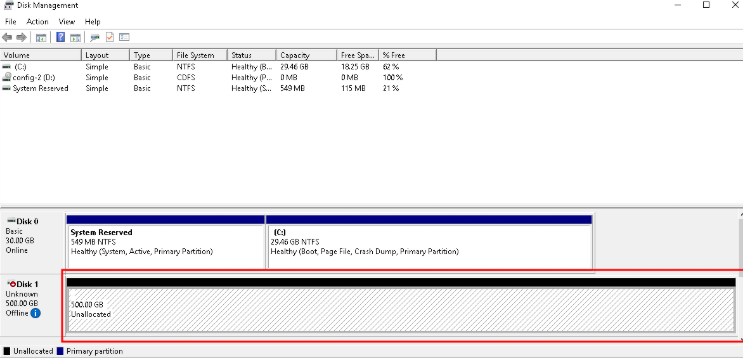 Disk Management
File Action View Help
Volume Layout Type File System Status Capacity Free Spa... % Free
(C:) Simple Basic NTFS Healthy (B... 29.46 GB 18.25 GB 62 %
config-2 (D:) Simple Basic CDFS Healthy (P... 0 MB 0 MB 100 %
System Reserved Simple Basic NTFS Healthy (S... 549 MB 115 MB 21 %
Disk 0
Basic
30.00 GB
Online
System Reserved
549 MB NTFS
Healthy (System, Active, Primary Partition)
(C:)
29.46 GB NTFS
Healthy (Boot, Page File, Crash Dump, Primary Partition)
Disk 1
Unknown
500.00 GB
Offline
500.00 GB
Unallocated
Unallocated Primary partition